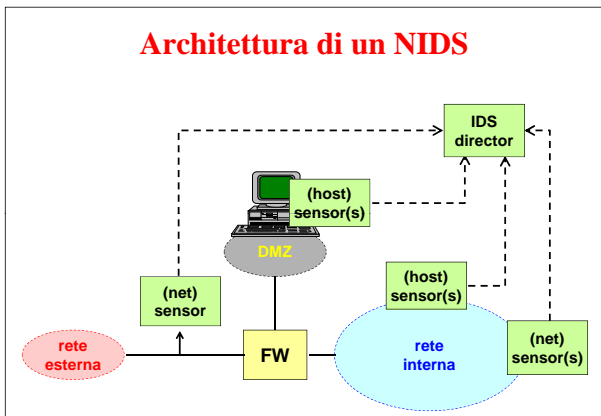 Architettura di un NIDS
IDS
director
(host)
sensor(s)
DMZ
(net)
sensor
(host)
sensor(s)
rete
esterna
FW
rete
interna
(net)
sensor(s)